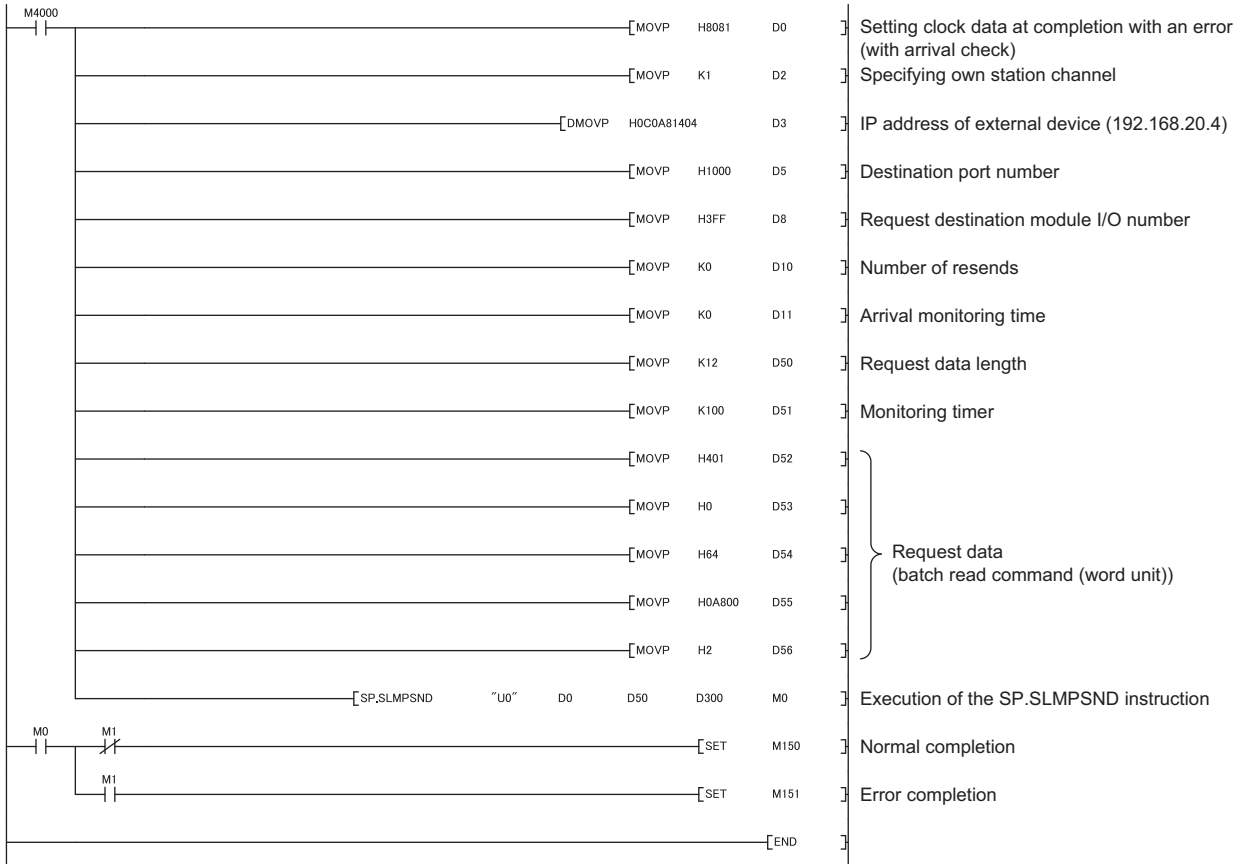 M4000
MOVP H8081 D0 Setting clock data at completion with an error
(with arrival check)
MOVP K1 D2 Specifying own station channel
DMOVP H0C0A81404 D3 IP address of external device (192.168.20.4)
MOVP H1000 D5 Destination port number
MOVP H3FF D8 Request destination module I/O number
MOVP K0 D10 Number of resends
MOVP K0 D11 Arrival monitoring time
MOVP K12 D50 Request data length
MOVP K100 D51 Monitoring timer
MOVP H401 D52
MOVP H0 D53
MOVP H64 D54
Request data
(batch read command (word unit))
MOVP H0A800 D55
MOVP H2 D56
SP.SLMPSND "U0" D0 D50 D300 M0 Execution of the SP.SLMPSND instruction
M0 M1
SET M150 Normal completion
M1
SET M151 Error completion
END